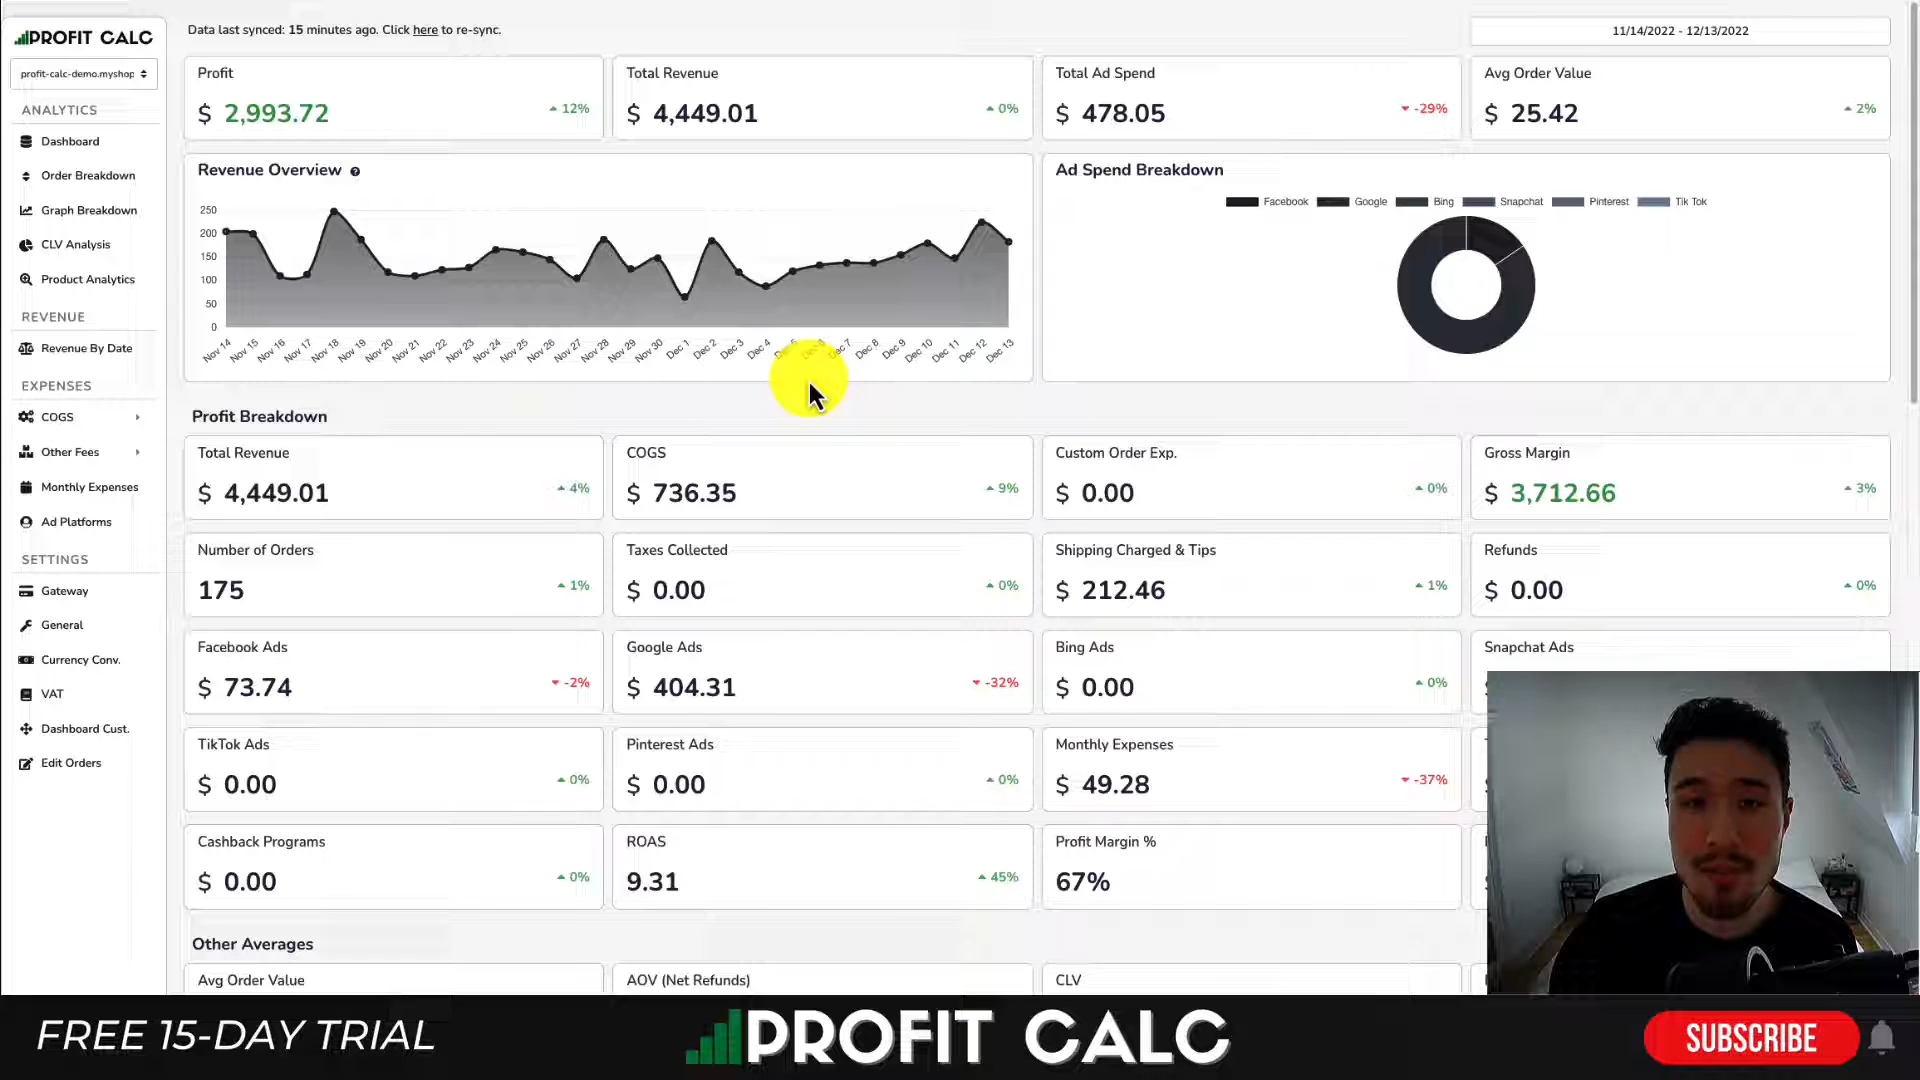 PROFIT CALC
profit-calc-demo.myshop
ANALYTICS
Dashboard
Order Breakdown
Graph Breakdown
CLV Analysis
Product Analytics
REVENUE
Revenue By Date
EXPENSES
COGS
Other Fees
Monthly Expenses
Ad Platforms
SETTINGS
Gateway
General
Currency Conv.
VAT
Dashboard Cust.
Edit Orders
Data last synced: 15 minutes ago. Click here to re-sync.
11/14/2022 - 12/13/2022
Profit
$ 2,993.72 12%
Total Revenue
$ 4,449.01 0%
Total Ad Spend
$ 478.05 -29%
Avg Order Value
$ 25.42 2%
Revenue Overview ?
250
200
150
100
50
0
Nov 14 Nov 15 Nov 16 Nov 17 Nov 18 Nov 19 Nov 20 Nov 21 Nov 22 Nov 23 Nov 24 Nov 25 Nov 26 Nov 27 Nov 28 Nov 29 Nov 30 Dec 1 Dec 2 Dec 3 Dec 4 Dec 5 Dec 6 Dec 7 Dec 8 Dec 9 Dec 10 Dec 11 Dec 12 Dec 13
Ad Spend Breakdown
Facebook Google Bing Snapchat Pinterest Tik Tok
Profit Breakdown
Total Revenue
$ 4,449.01 4%
COGS
$ 736.35 9%
Custom Order Exp.
$ 0.00 0%
Gross Margin
$ 3,712.66 3%
Number of Orders
175 1%
Taxes Collected
$ 0.00 0%
Shipping Charged & Tips
$ 212.46 1%
Refunds
$ 0.00 0%
Facebook Ads
$ 73.74 -2%
Google Ads
$ 404.31 -32%
Bing Ads
$ 0.00 0%
Snapchat Ads
TikTok Ads
$ 0.00 0%
Pinterest Ads
$ 0.00 0%
Monthly Expenses
$ 49.28 -37%
Cashback Programs
$ 0.00 0%
ROAS
9.31 45%
Profit Margin %
67%
Other Averages
Avg Order Value
AOV (Net Refunds)
CLV
FREE 15-DAY TRIAL
PROFIT CALC
SUBSCRIBE